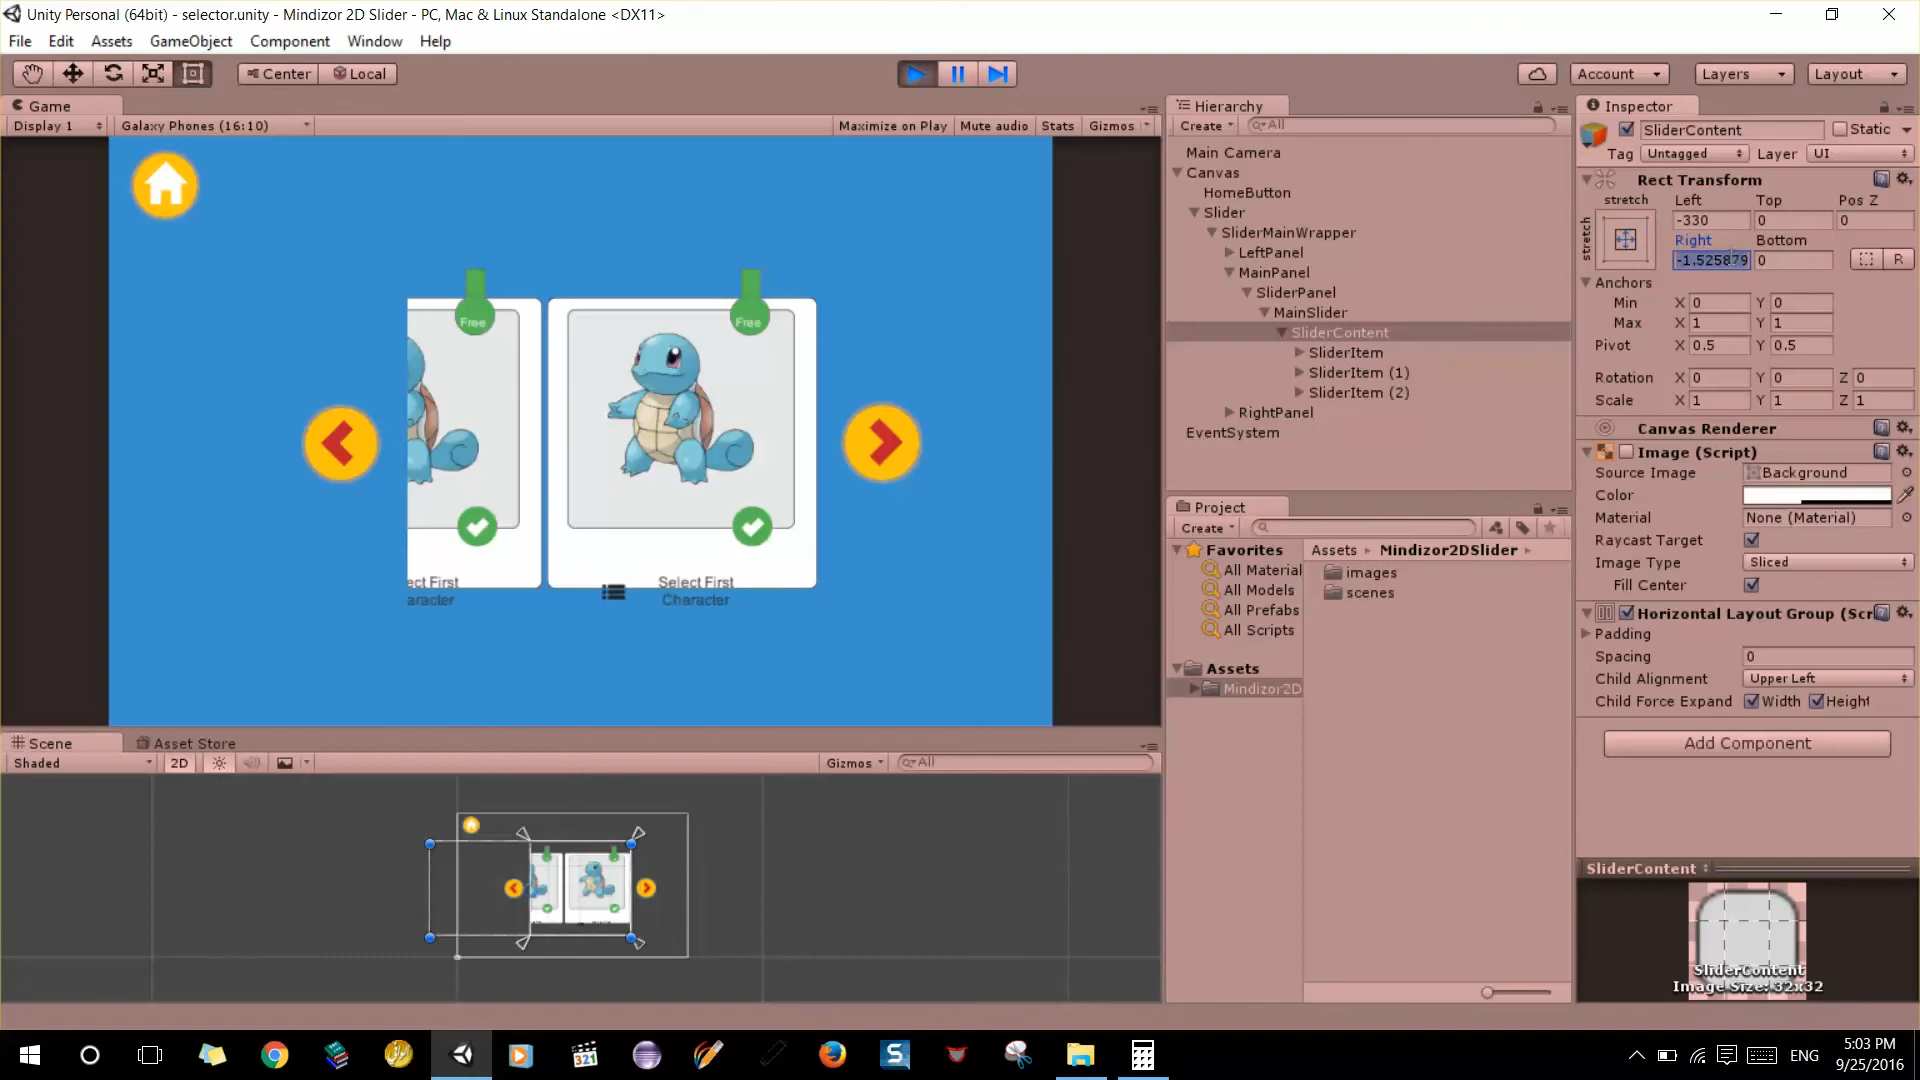 Unity Personal (64bit) - selector.unity - Mindizor 2D Slider - PC, Mac & Linux Standalone <DX11>
File Edit Assets GameObject Component Window Help
Center Local Account Layers Layout
Game
Display 1 Galaxy Phones (16:10) Maximize on Play Mute audio Stats Gizmos
Free
Free
ect First
aracter
Select First
Character
Scene Asset Store
Shaded 2D Gizmos All
Hierarchy
Create All
Main Camera
Canvas
HomeButton
Slider
SliderMainWrapper
LeftPanel
MainPanel
SliderPanel
MainSlider
SliderContent
SliderItem
SliderItem (1)
SliderItem (2)
RightPanel
EventSystem
Project
Create
Favorites
All Material
All Models
All Prefabs
All Scripts
Assets
Mindizor2D
Assets Mindizor2DSlider
images
scenes
Inspector
SliderContent Static
Tag Untagged Layer UI
Rect Transform
stretch Left Top Pos Z
stretch
-330 0 0
Right Bottom
-1.525879 0 R
Anchors
Min X 0 Y 0
Max X 1 Y 1
Pivot X 0.5 Y 0.5
Rotation X 0 Y 0 Z 0
Scale X 1 Y 1 Z 1
Canvas Renderer
Image (Script)
Source Image Background
Color
Material None (Material)
Raycast Target
Image Type Sliced
Fill Center
Horizontal Layout Group (Scr
Padding
Spacing 0
Child Alignment Upper Left
Child Force Expand Width Height
Add Component
SliderContent
SliderContent
Image Size: 32x32
321
S
ENG
5:03 PM
9/25/2016